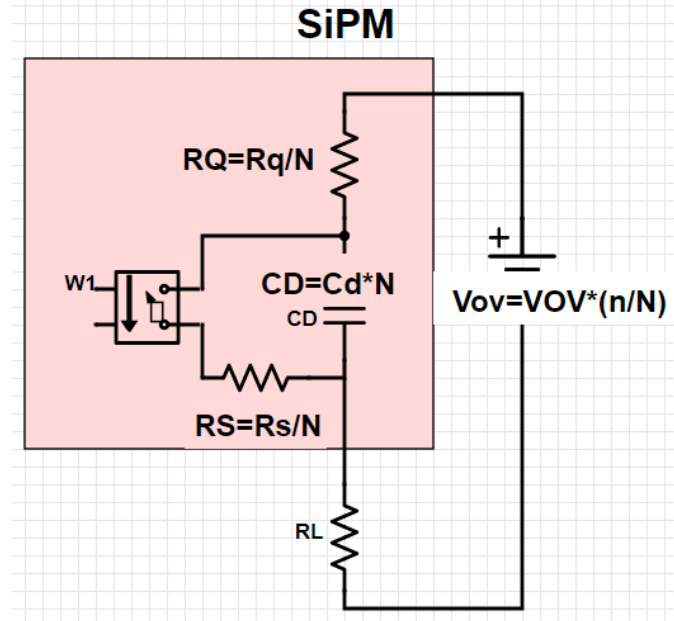 SiPM
RQ=Rq/N
+
W1
CD=Cd*N
CD
Vov=VOV*(n/N)
RS=Rs/N
RL